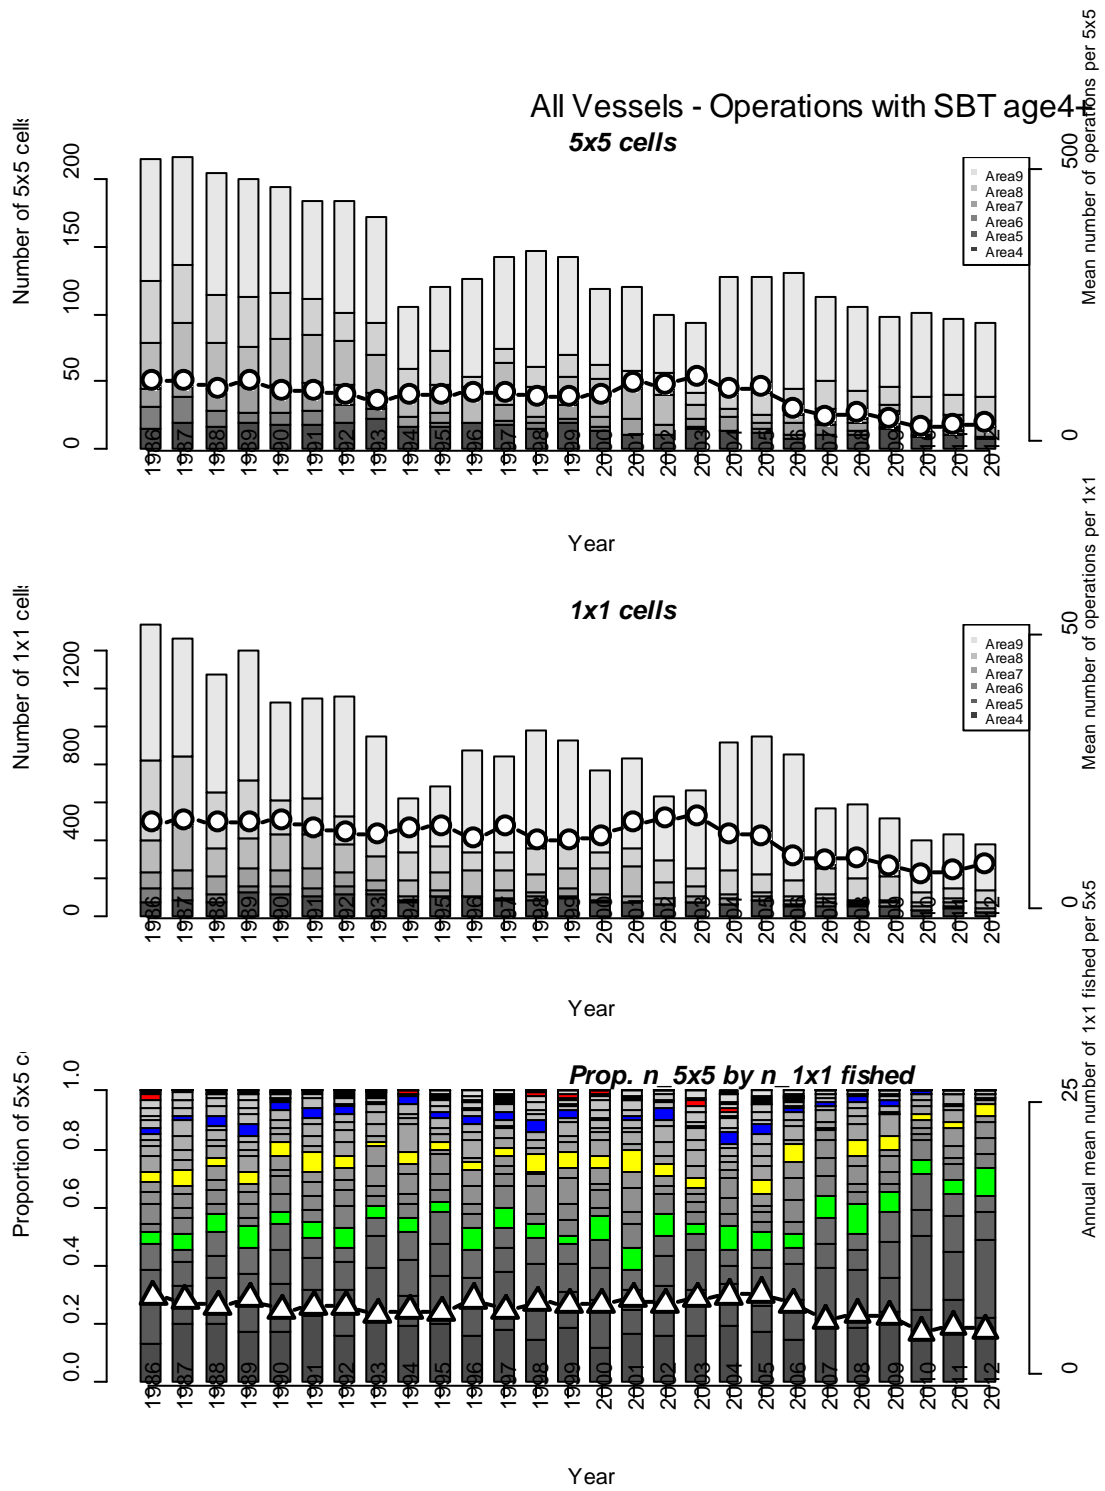 All Vessels - Operations with SBT age4+
5x5 cells
Number of 5x5 cells
Mean number of operations per 5x5
0 50 100 150 200
0 500
Area9
Area8
Area7
Area6
Area5
Area4
1986 1987 1988 1989 1990 1991 1992 1993 1994 1995 1996 1997 1998 1999 2000 2001 2002 2003 2004 2005 2006 2007 2008 2009 2010 2011 2012
Year
1x1 cells
Number of 1x1 cells
Mean number of operations per 1x1
0 400 800 1200
0 50
Area9
Area8
Area7
Area6
Area5
Area4
1986 1987 1988 1989 1990 1991 1992 1993 1994 1995 1996 1997 1998 1999 2000 2001 2002 2003 2004 2005 2006 2007 2008 2009 2010 2011 2012
Year
Prop. n_5x5 by n_1x1 fished
Proportion of 5x5 c
Annual mean number of 1x1 fished per 5x5
0.0 0.2 0.4 0.6 0.8 1.0
0 25
1986 1987 1988 1989 1990 1991 1992 1993 1994 1995 1996 1997 1998 1999 2000 2001 2002 2003 2004 2005 2006 2007 2008 2009 2010 2011 2012
Year